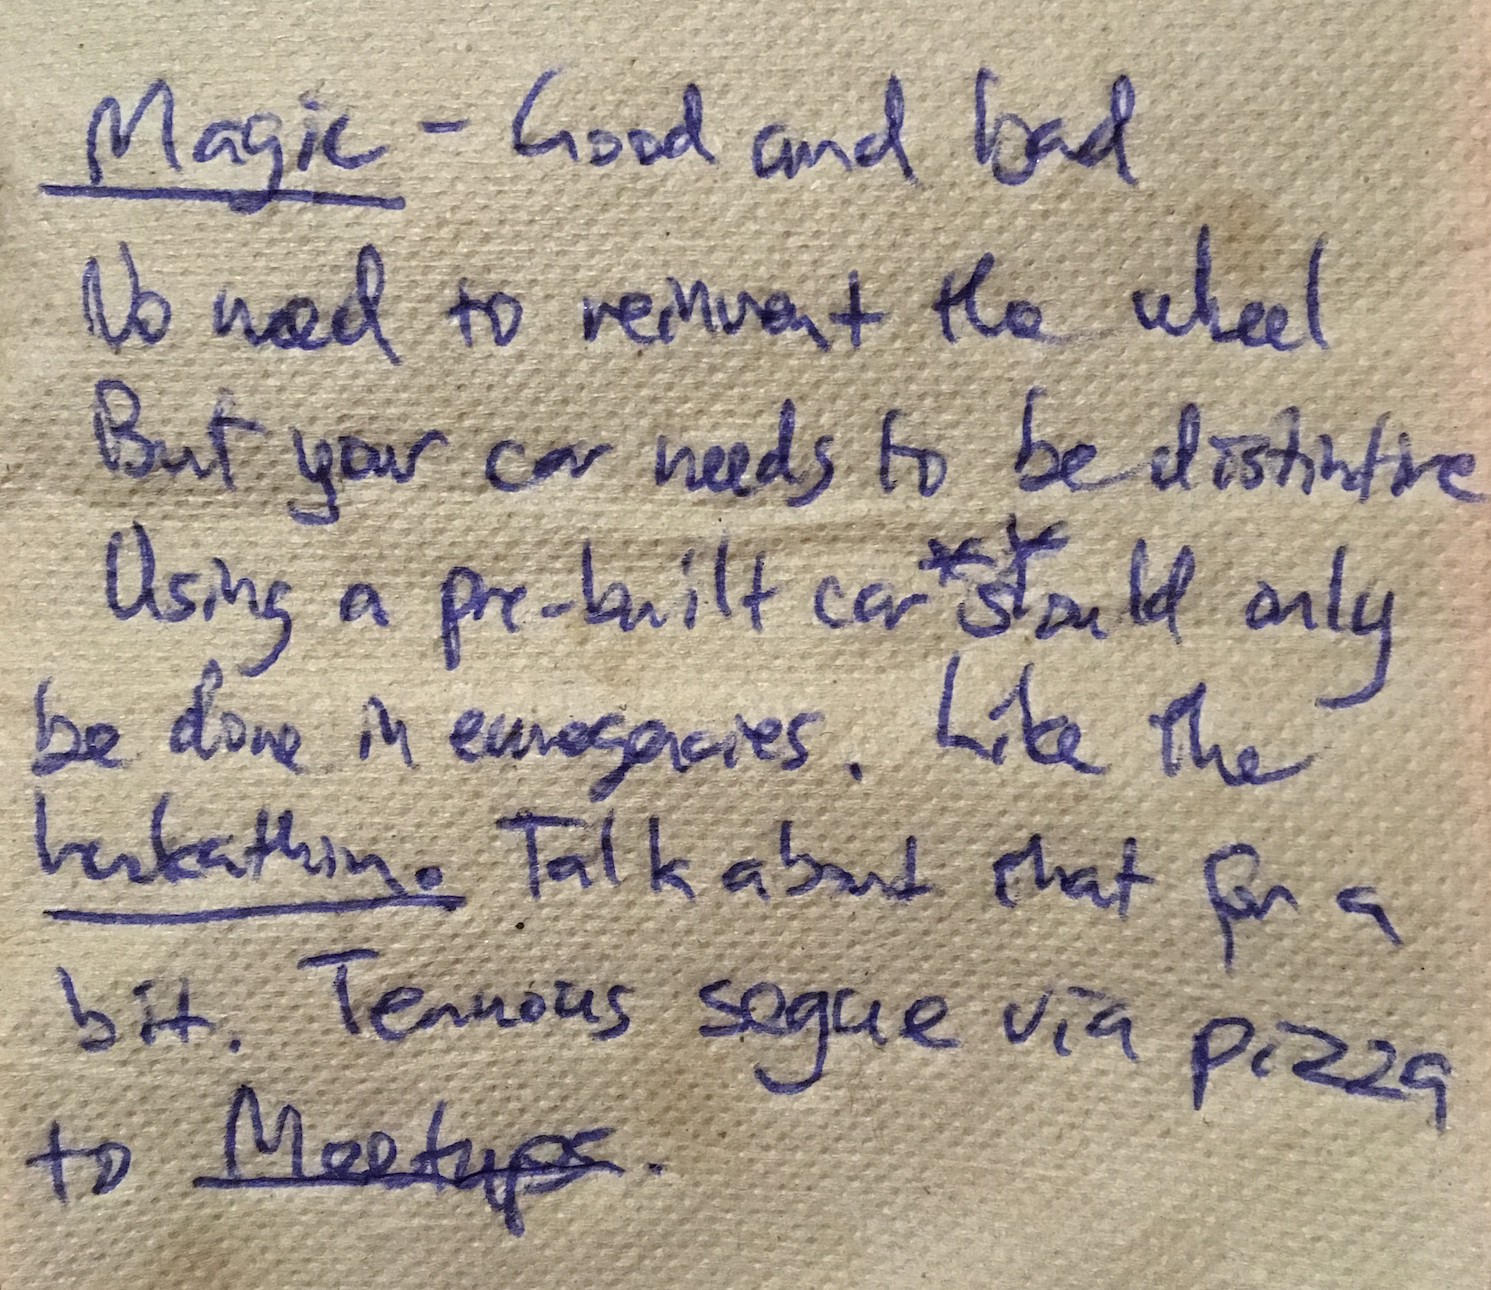 Magic - Good and bad
No need to reinvent the wheel
But your car needs to be distintive
Using a pre-built car** should only
be done in emergencies. Like the
hackathon. Talk about that for a
bit. Tenuous segue via pizza
to Meetups.